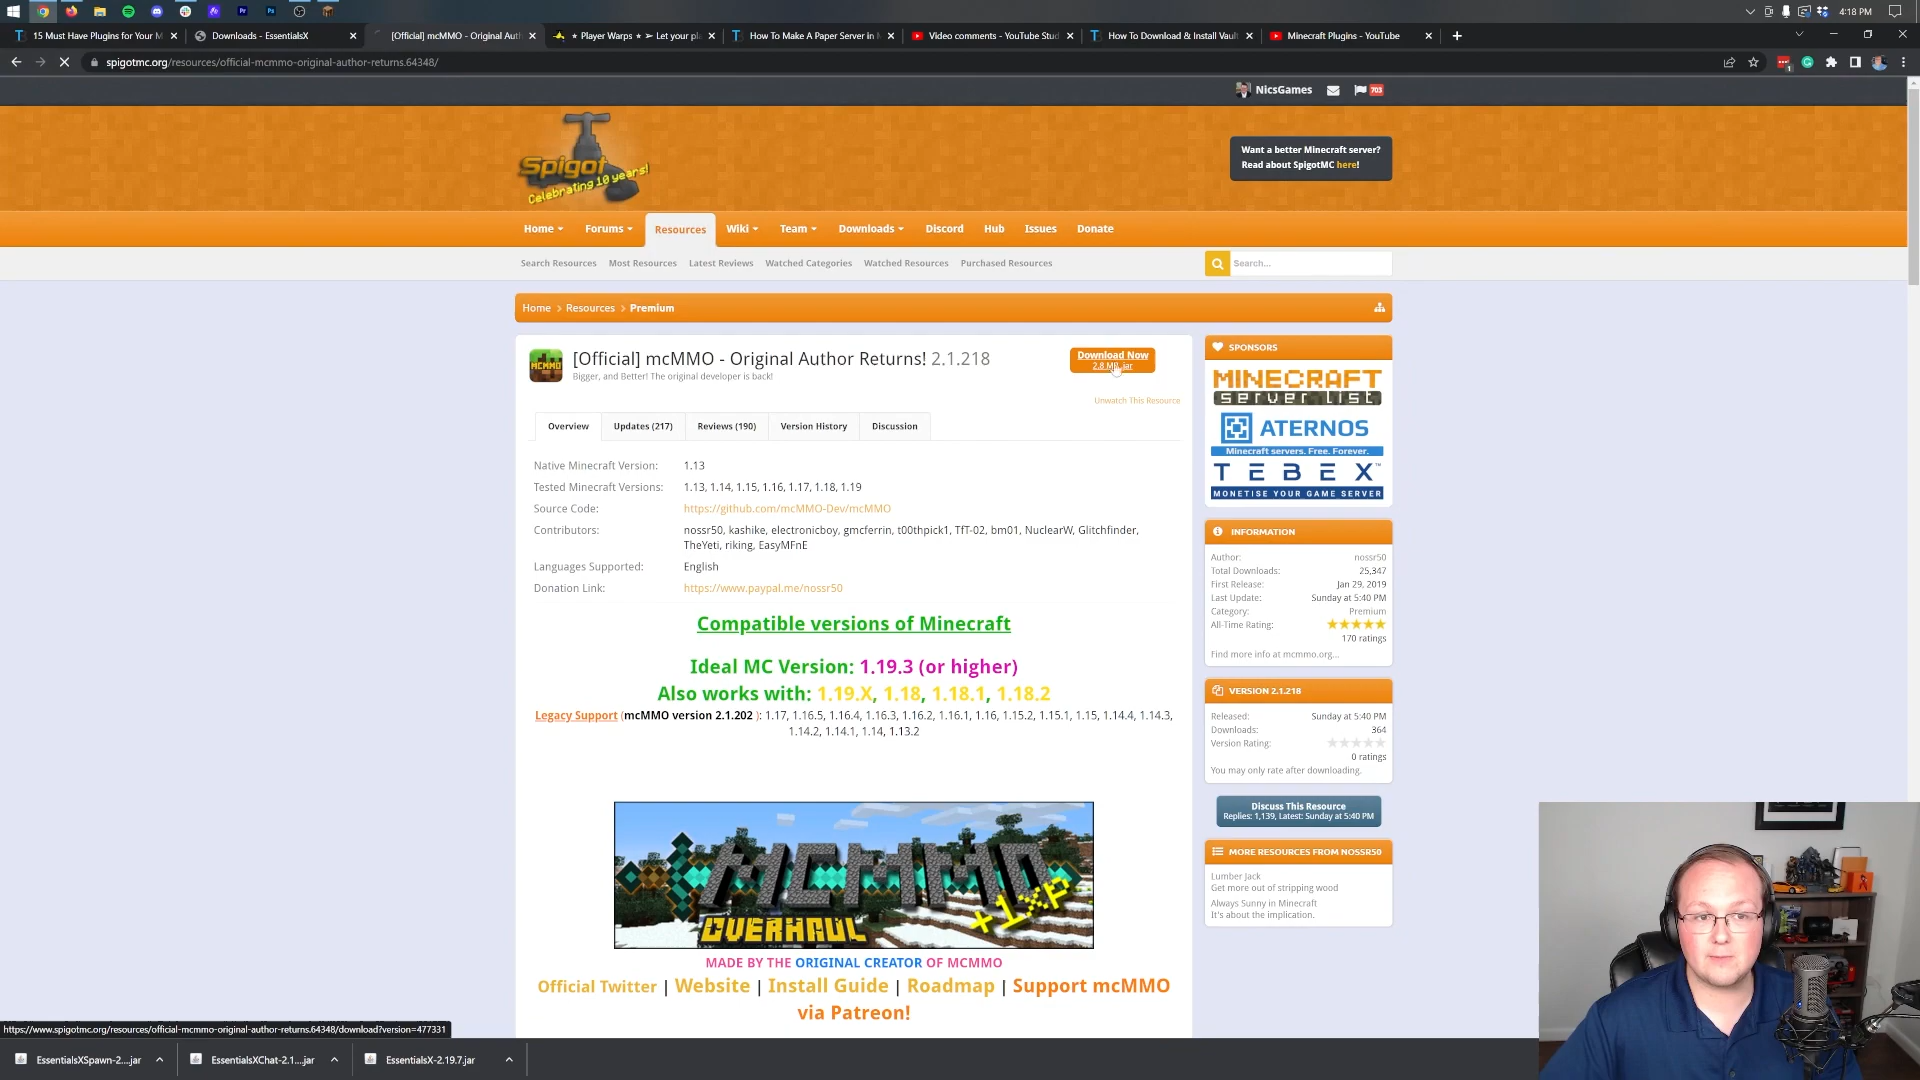 4:18 PM
15 Must Have Plugins for Your M
Downloads - EssentialsX
[Official] mcMMO - Original Auth
★ Player Warps ★ ➢ Let your pla
How To Make A Paper Server in M
Video comments - YouTube Stud
How To Download & Install Vault
Minecraft Plugins - YouTube
spigotmc.org/resources/official-mcmmo-original-author-returns.64348/
NicsGames
703
Spigot
Celebrating 10 years!
Want a better Minecraft server?
Read about SpigotMC here!
Home
Forums
Resources
Wiki
Team
Downloads
Discord
Hub
Issues
Donate
Search Resources
Most Resources
Latest Reviews
Watched Categories
Watched Resources
Purchased Resources
Search...
Home
Resources
Premium
MCMMO
[Official] mcMMO - Original Author Returns! 2.1.218
Bigger, and Better! The original developer is back!
Download Now
2.8 MB .jar
Unwatch This Resource
Overview
Updates (217)
Reviews (190)
Version History
Discussion
Native Minecraft Version: 1.13
Tested Minecraft Versions: 1.13, 1.14, 1.15, 1.16, 1.17, 1.18, 1.19
Source Code: https://github.com/mcMMO-Dev/mcMMO
Contributors: nossr50, kashike, electronicboy, gmcferrin, t00thpick1, TfT-02, bm01, NuclearW, Glitchfinder,
TheYeti, riking, EasyMFnE
Languages Supported: English
Donation Link: https://www.paypal.me/nossr50
Compatible versions of Minecraft
Ideal MC Version: 1.19.3 (or higher)
Also works with: 1.19.X, 1.18, 1.18.1, 1.18.2
Legacy Support (mcMMO version 2.1.202 ): 1.17, 1.16.5, 1.16.4, 1.16.3, 1.16.2, 1.16.1, 1.16, 1.15.2, 1.15.1, 1.15, 1.14.4, 1.14.3,
1.14.2, 1.14.1, 1.14, 1.13.2
MCMMO
OVERHAUL
+1XP
MADE BY THE ORIGINAL CREATOR OF MCMMO
Official Twitter | Website | Install Guide | Roadmap | Support mcMMO
via Patreon!
SPONSORS
MINECRAFT
server list
ATERNOS
Minecraft servers. Free. Forever.
TEBEX™
MONETISE YOUR GAME SERVER
INFORMATION
Author: nossr50
Total Downloads: 25,347
First Release: Jan 29, 2019
Last Update: Sunday at 5:40 PM
Category: Premium
All-Time Rating:
170 ratings
Find more info at mcmmo.org...
VERSION 2.1.218
Released: Sunday at 5:40 PM
Downloads: 364
Version Rating:
0 ratings
You may only rate after downloading.
Discuss This Resource
Replies: 1,139, Latest: Sunday at 5:40 PM
MORE RESOURCES FROM NOSSR50
Lumber Jack
Get more out of stripping wood
Always Sunny in Minecraft
It's about the implication.
https://www.spigotmc.org/resources/official-mcmmo-original-author-returns.64348/download?version=477331
EssentialsXSpawn-2....jar
EssentialsXChat-2.1....jar
EssentialsX-2.19.7.jar